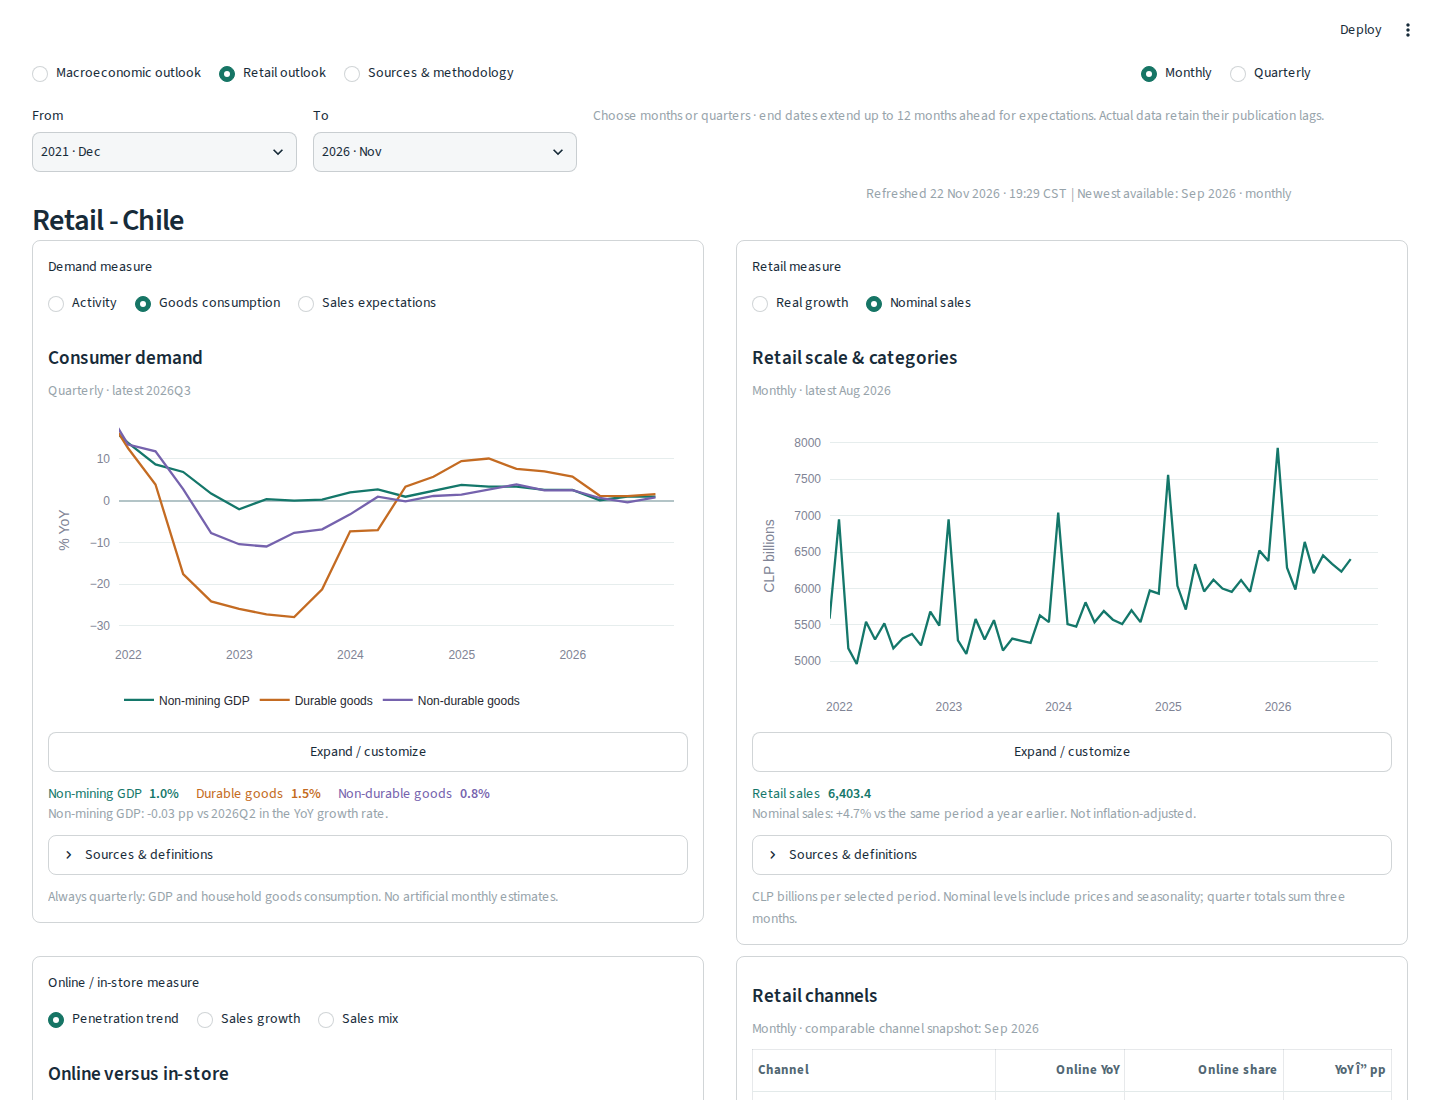 Deploy
Macroeconomic outlook
Retail outlook
Sources & methodology
Monthly
Quarterly
From
To
Choose months or quarters · end dates extend up to 12 months ahead for expectations. Actual data retain their publication lags.
2021 · Dec
2026 · Nov
Refreshed 22 Nov 2026 · 19:29 CST | Newest available: Sep 2026 · monthly
Retail - Chile
Demand measure
Activity
Goods consumption
Sales expectations
Consumer demand
Quarterly · latest 2026Q3
10
0
−10
−20
−30
% YoY
2022
2023
2024
2025
2026
Non-mining GDP
Durable goods
Non-durable goods
Expand / customize
Non-mining GDP 1.0% Durable goods 1.5% Non-durable goods 0.8%
Non-mining GDP: -0.03 pp vs 2026Q2 in the YoY growth rate.
Sources & definitions
Always quarterly: GDP and household goods consumption. No artificial monthly estimates.
Retail measure
Real growth
Nominal sales
Retail scale & categories
Monthly · latest Aug 2026
8000
7500
7000
6500
6000
5500
5000
CLP billions
2022
2023
2024
2025
2026
Expand / customize
Retail sales 6,403.4
Nominal sales: +4.7% vs the same period a year earlier. Not inflation-adjusted.
Sources & definitions
CLP billions per selected period. Nominal levels include prices and seasonality; quarter totals sum three
months.
Online / in-store measure
Penetration trend
Sales growth
Sales mix
Online versus in-store
Retail channels
Monthly · comparable channel snapshot: Sep 2026
Channel
Online YoY
Online share
YoY Î” pp